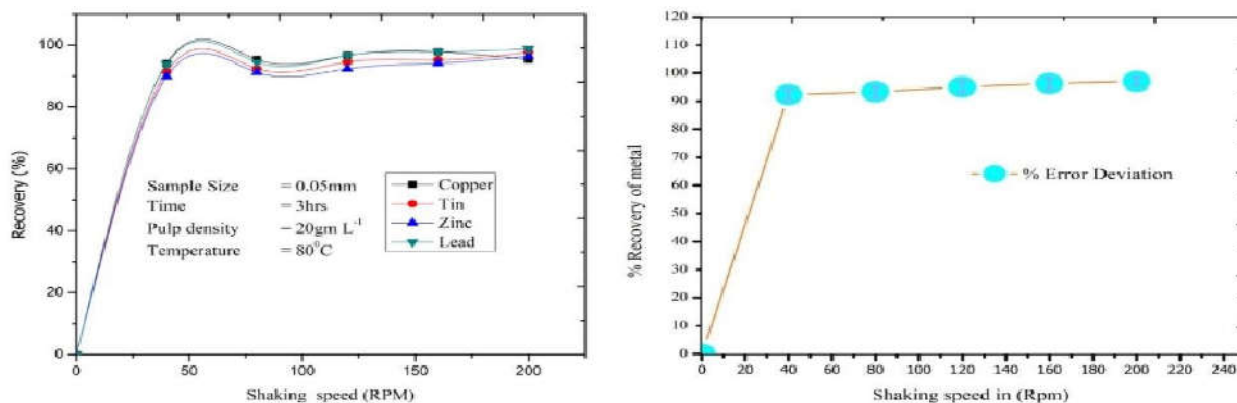 100
80
60
40
20
0
Recovery (%)
Sample Size = 0.05mm
Time = 3hrs
Pulp density = 20gm L⁻¹
Temperature = 80⁰C
Copper
Tin
Zinc
Lead
0 50 100 150 200
Shaking speed (RPM)
120
110
100
90
80
70
60
50
40
30
20
10
0
% Recovery of metal
% Error Deviation
0 20 40 60 80 100 120 140 160 180 200 220 240
Shaking speed in (Rpm)